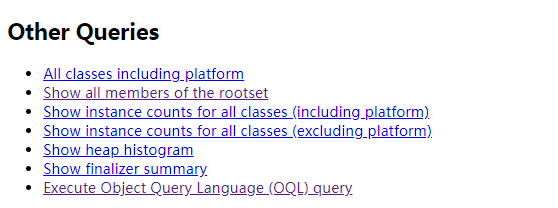 Other Queries
All classes including platform
Show all members of the rootset
Show instance counts for all classes (including platform)
Show instance counts for all classes (excluding platform)
Show heap histogram
Show finalizer summary
Execute Object Query Language (OQL) query